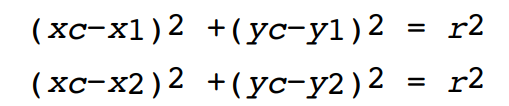 (xc-x1)2 +(yc-y1)2 = r2
(xc-x2)2 +(yc-y2)2 = r2